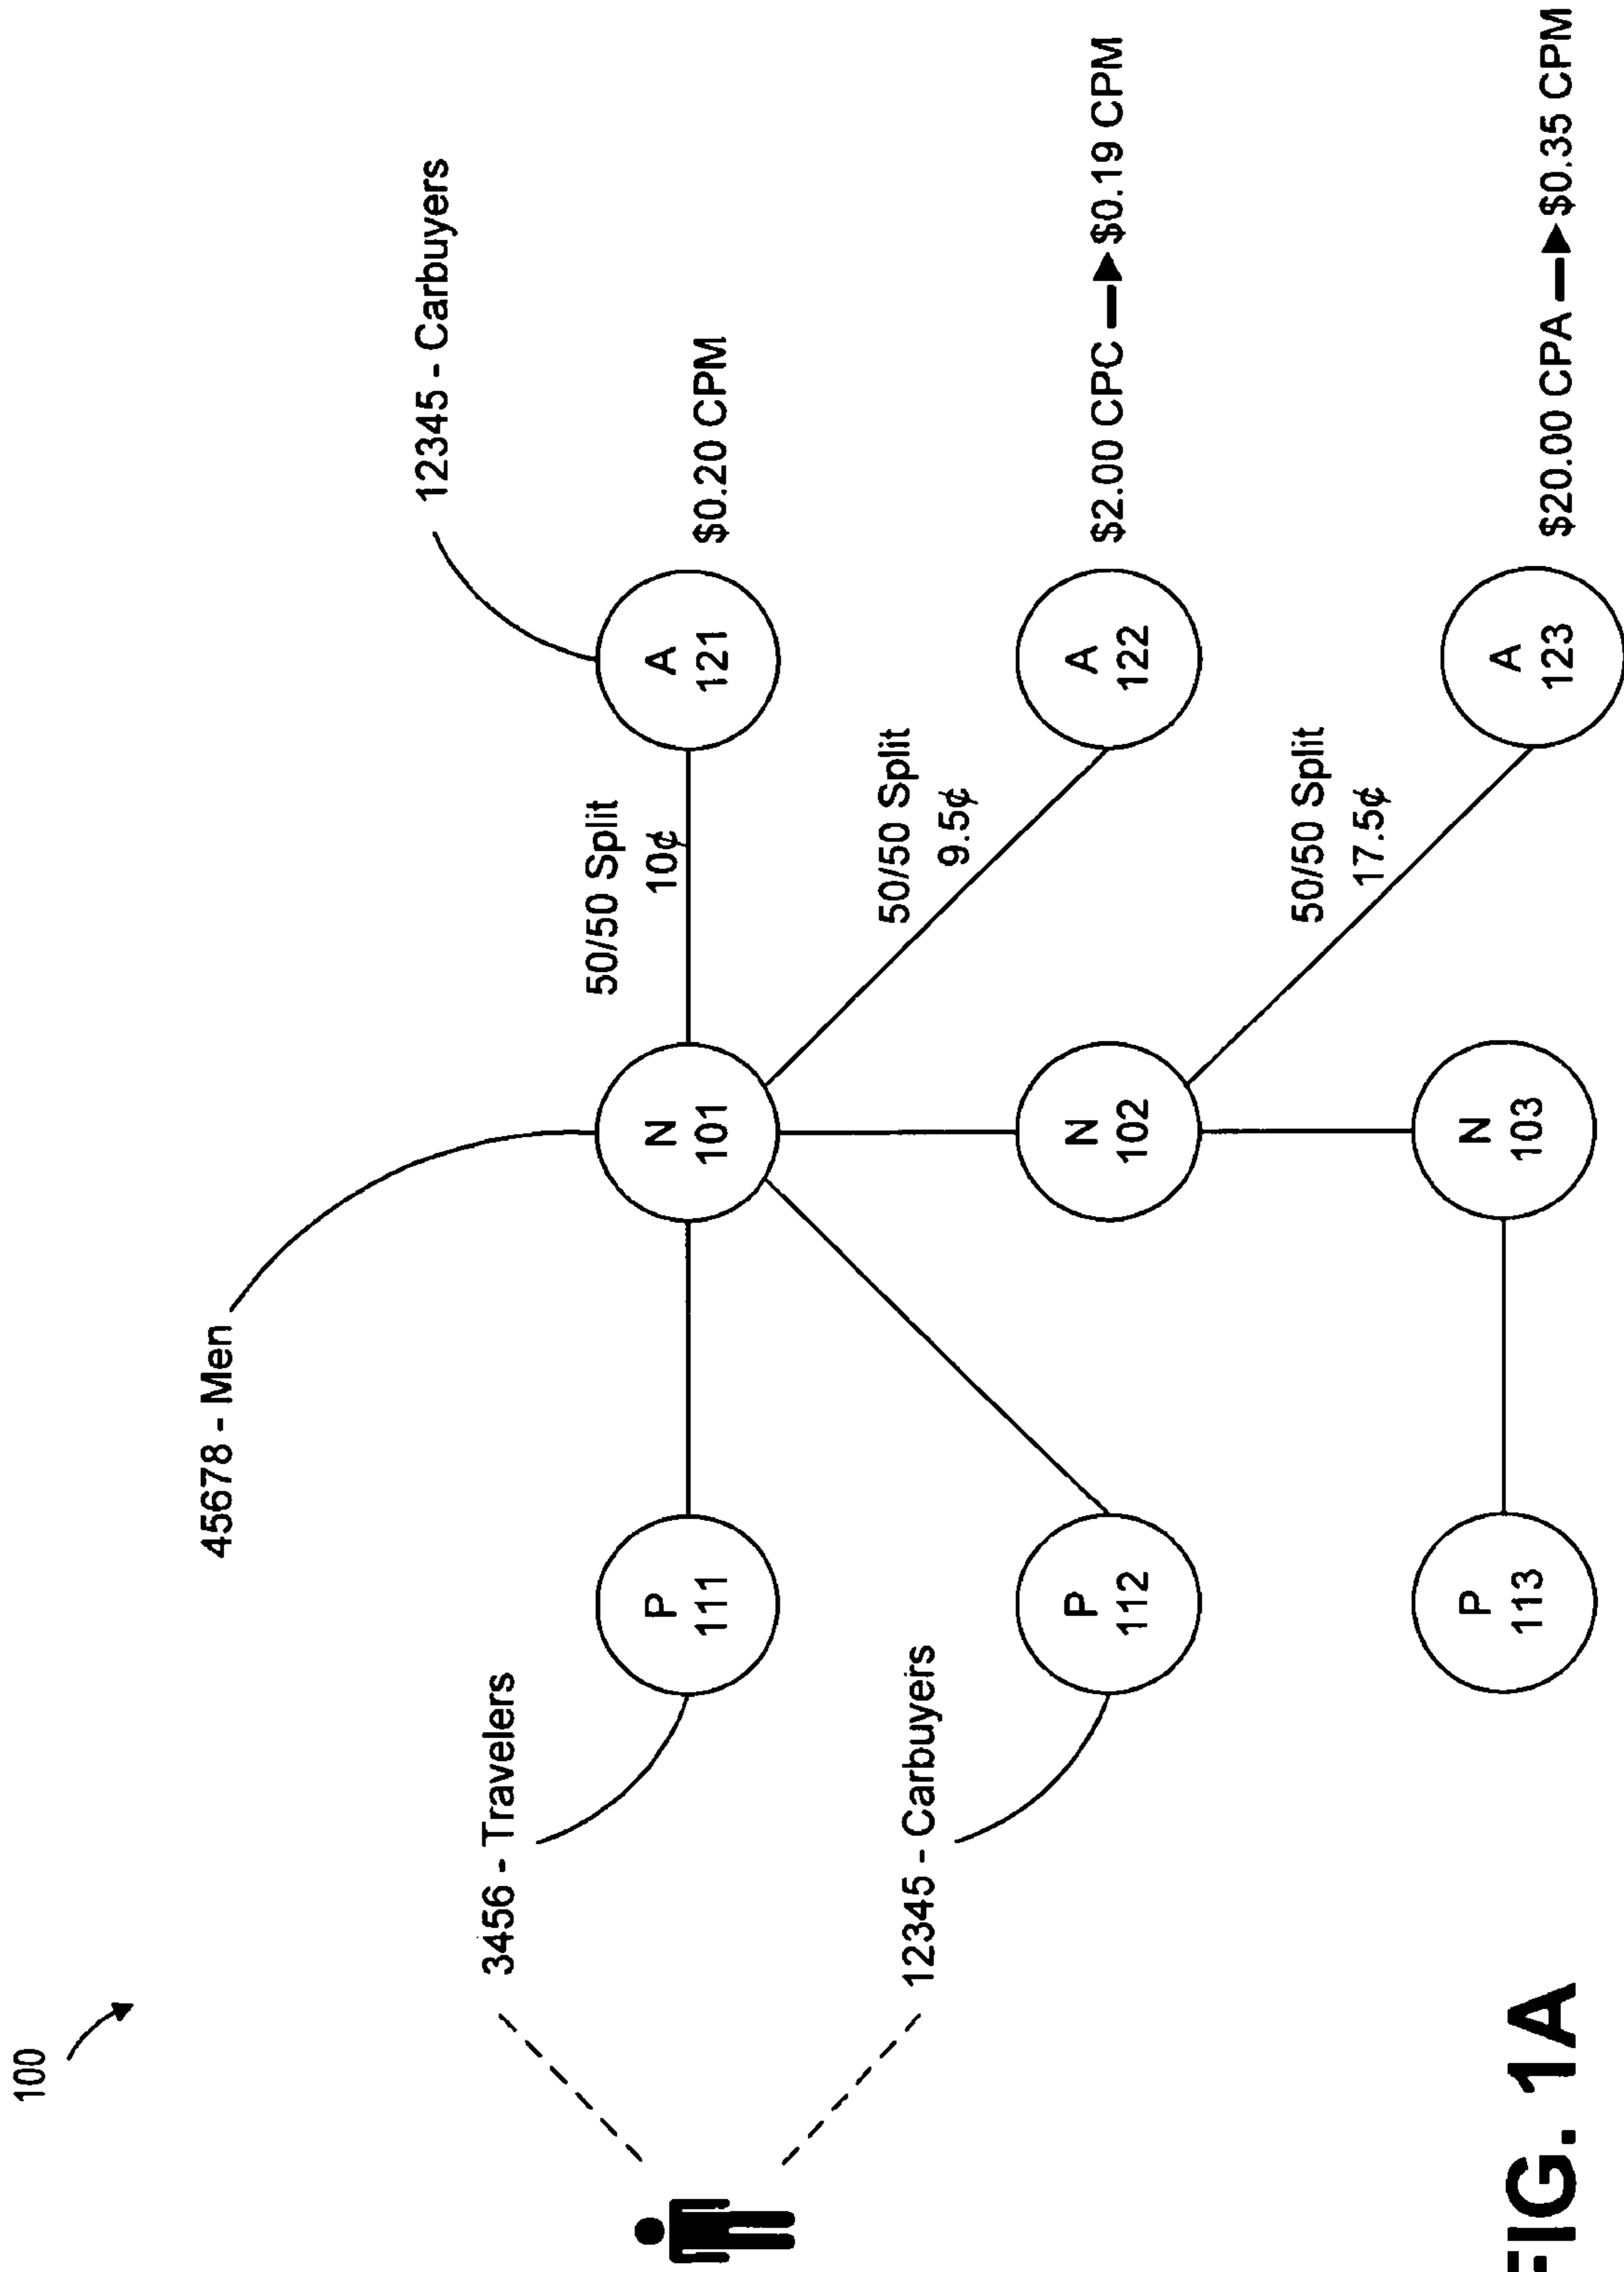 100
45678 - Men
12345 - Carbuyers
3456 - Travelers
50/50 Split
10¢
P
111
N
101
A
121
$0.20 CPM
12345 - Carbuyers
50/50 Split
9.5¢
P
112
N
102
A
122
$2.00 CPC $0.19 CPM
50/50 Split
17.5¢
P
113
N
103
A
123
$20.00 CPA $0.35 CPM
FIG. 1A